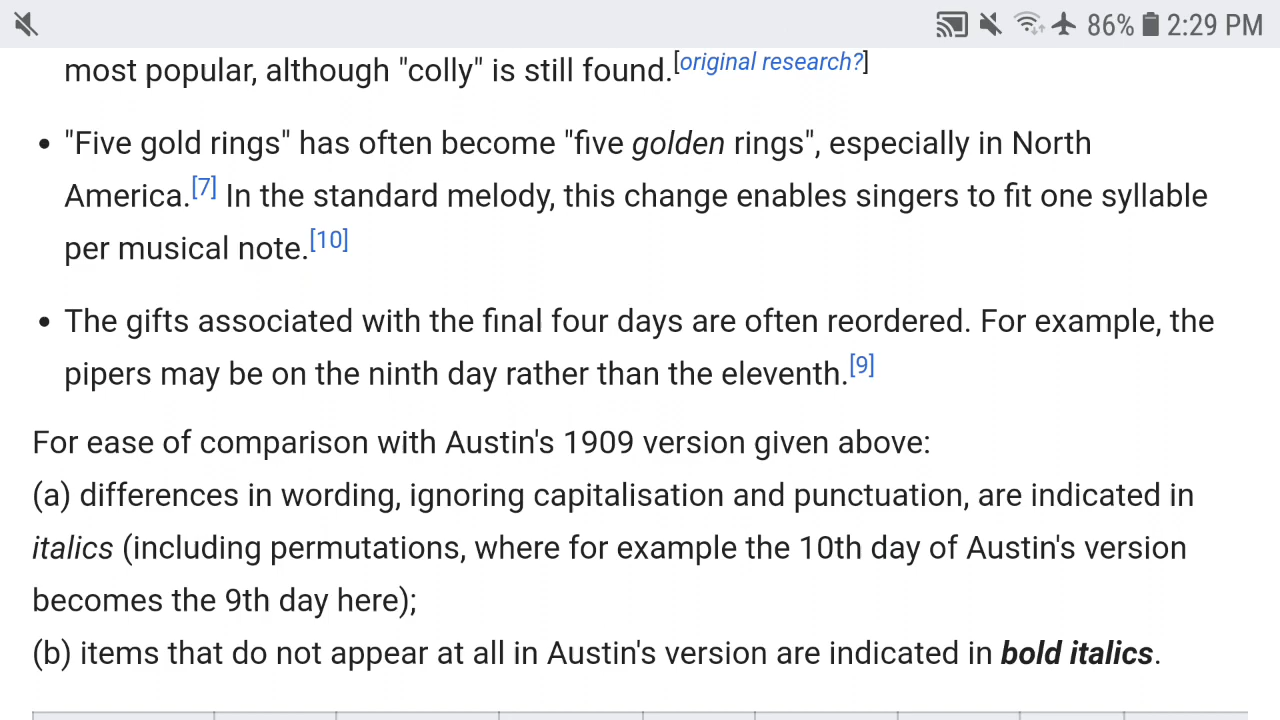 86% 2:29 PM
most popular, although "colly" is still found.[original research?]
• "Five gold rings" has often become "five golden rings", especially in North
America.[7] In the standard melody, this change enables singers to fit one syllable
per musical note.[10]
• The gifts associated with the final four days are often reordered. For example, the
pipers may be on the ninth day rather than the eleventh.[9]
For ease of comparison with Austin's 1909 version given above:
(a) differences in wording, ignoring capitalisation and punctuation, are indicated in
italics (including permutations, where for example the 10th day of Austin's version
becomes the 9th day here);
(b) items that do not appear at all in Austin's version are indicated in bold italics.